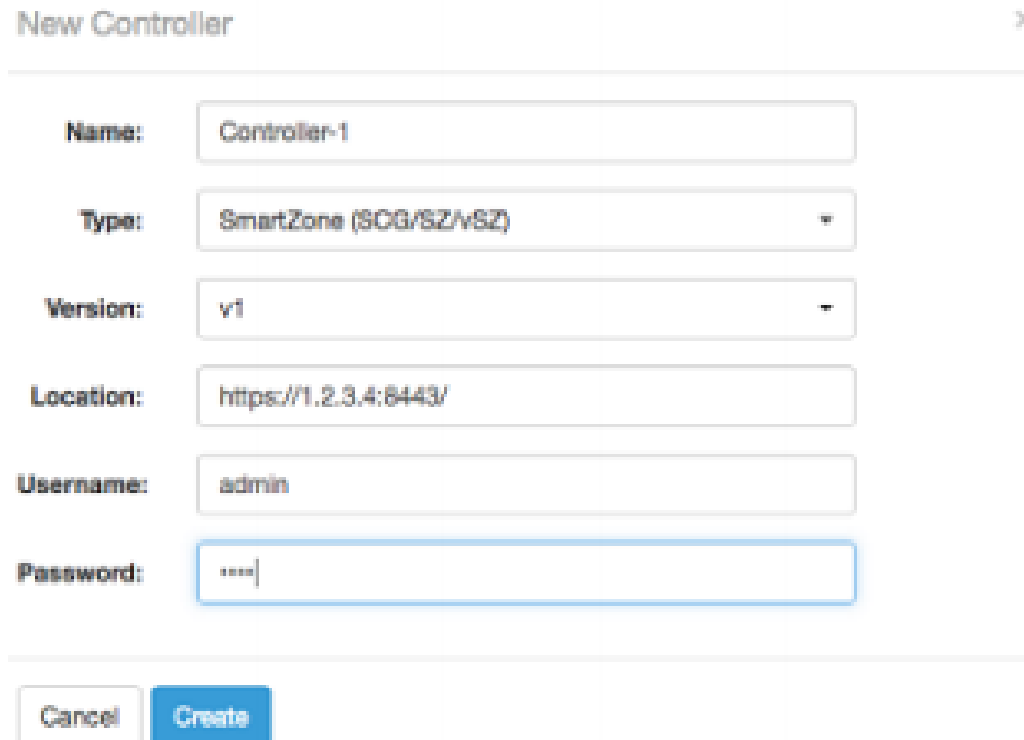 New Controller ×
Name: Controller-1
Type: SmartZone (SCG/SZ/vSZ)
Version: v1
Location: https://1.2.3.4:8443/
Username: admin
Password: ••••
Cancel Create